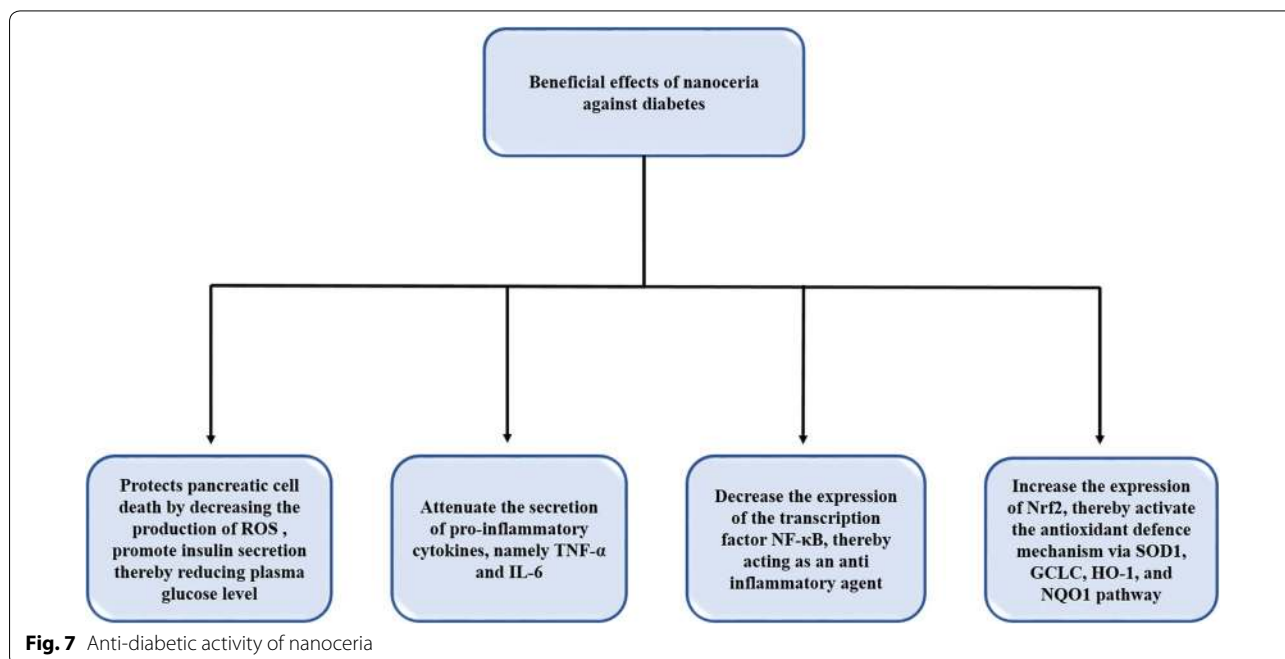 Beneficial effects of nanoceria
against diabetes
Protects pancreatic cell
death by decreasing the
production of ROS ,
promote insulin secretion
thereby reducing plasma
glucose level
Attenuate the secretion
of pro-inflammatory
cytokines, namely TNF-α
and IL-6
Decrease the expression
of the transcription
factor NF-κB, thereby
acting as an anti
inflammatory agent
Increase the expression
of Nrf2, thereby activate
the antioxidant defence
mechanism via SOD1,
GCLC, HO-1, and
NQO1 pathway
Fig. 7 Anti-diabetic activity of nanoceria